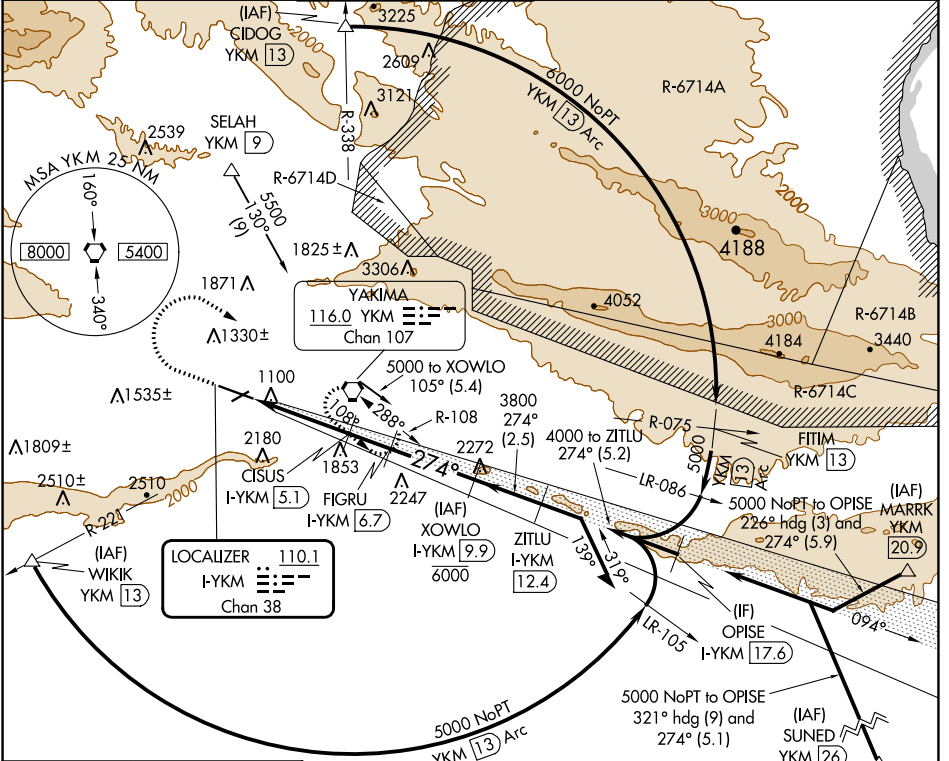 (IAF)
CIDOG
YKM 13
3225
2000
2609
3121
R-338
6000 NoPT
YKM 13 Arc
R-6714A
2539
SELAH
YKM 9
MSA YKM 25 NM
160°
8000
5400
340°
5500
130°
(9)
R-6714D
2000
3000
4188
1825±
3306
1871
1330±
YAKIMA
116.0 YKM
Chan 107
4052
3000
4184
R-6714B
3440
R-6714C
1535±
1100
5000 to XOWLO
105° (5.4)
108°
288°
R-108
3800
274°
(2.5)
4000 to ZITLU
274° (5.2)
R-075
5000
YKM 13 Arc
FITIM
YKM 13
LR-086
1809±
2180
1853
274°
2272
2510±
2510
2000
CISUS
I-YKM 5.1
FIGRU
I-YKM 6.7
2247
(IAF)
XOWLO
I-YKM 9.9
6000
ZITLU
I-YKM
12.4
5000 NoPT to OPISE
226° hdg (3) and
274° (5.9)
(IAF)
MARRK
YKM
20.9
R-221
(IAF)
WIKIK
YKM 13
LOCALIZER 110.1
I-YKM
Chan 38
139°
319°
LR-105
(IF)
OPISE
I-YKM 17.6
094°
5000 NoPT
YKM 13 Arc
5000 NoPT to OPISE
321° hdg (9) and
274° (5.1)
(IAF)
SUNED
YKM 26